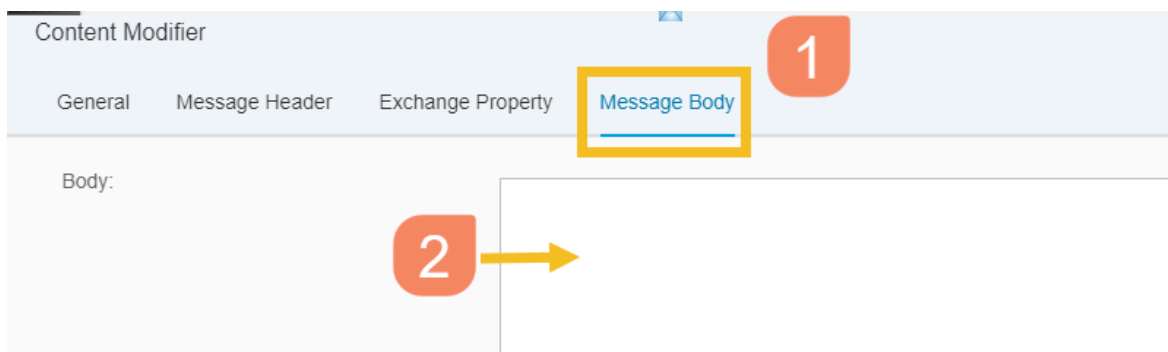 Content Modifier
1
General Message Header Exchange Property Message Body
Body:
2